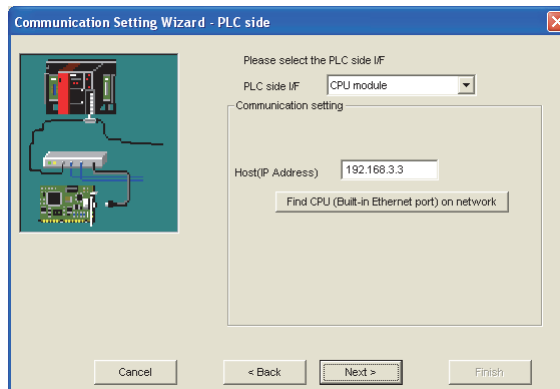 Communication Setting Wizard - PLC side
Please select the PLC side I/F
PLC side I/F CPU module
Communication setting
Host(IP Address) 192.168.3.3
Find CPU (Built-in Ethernet port) on network
Cancel < Back Next > Finish